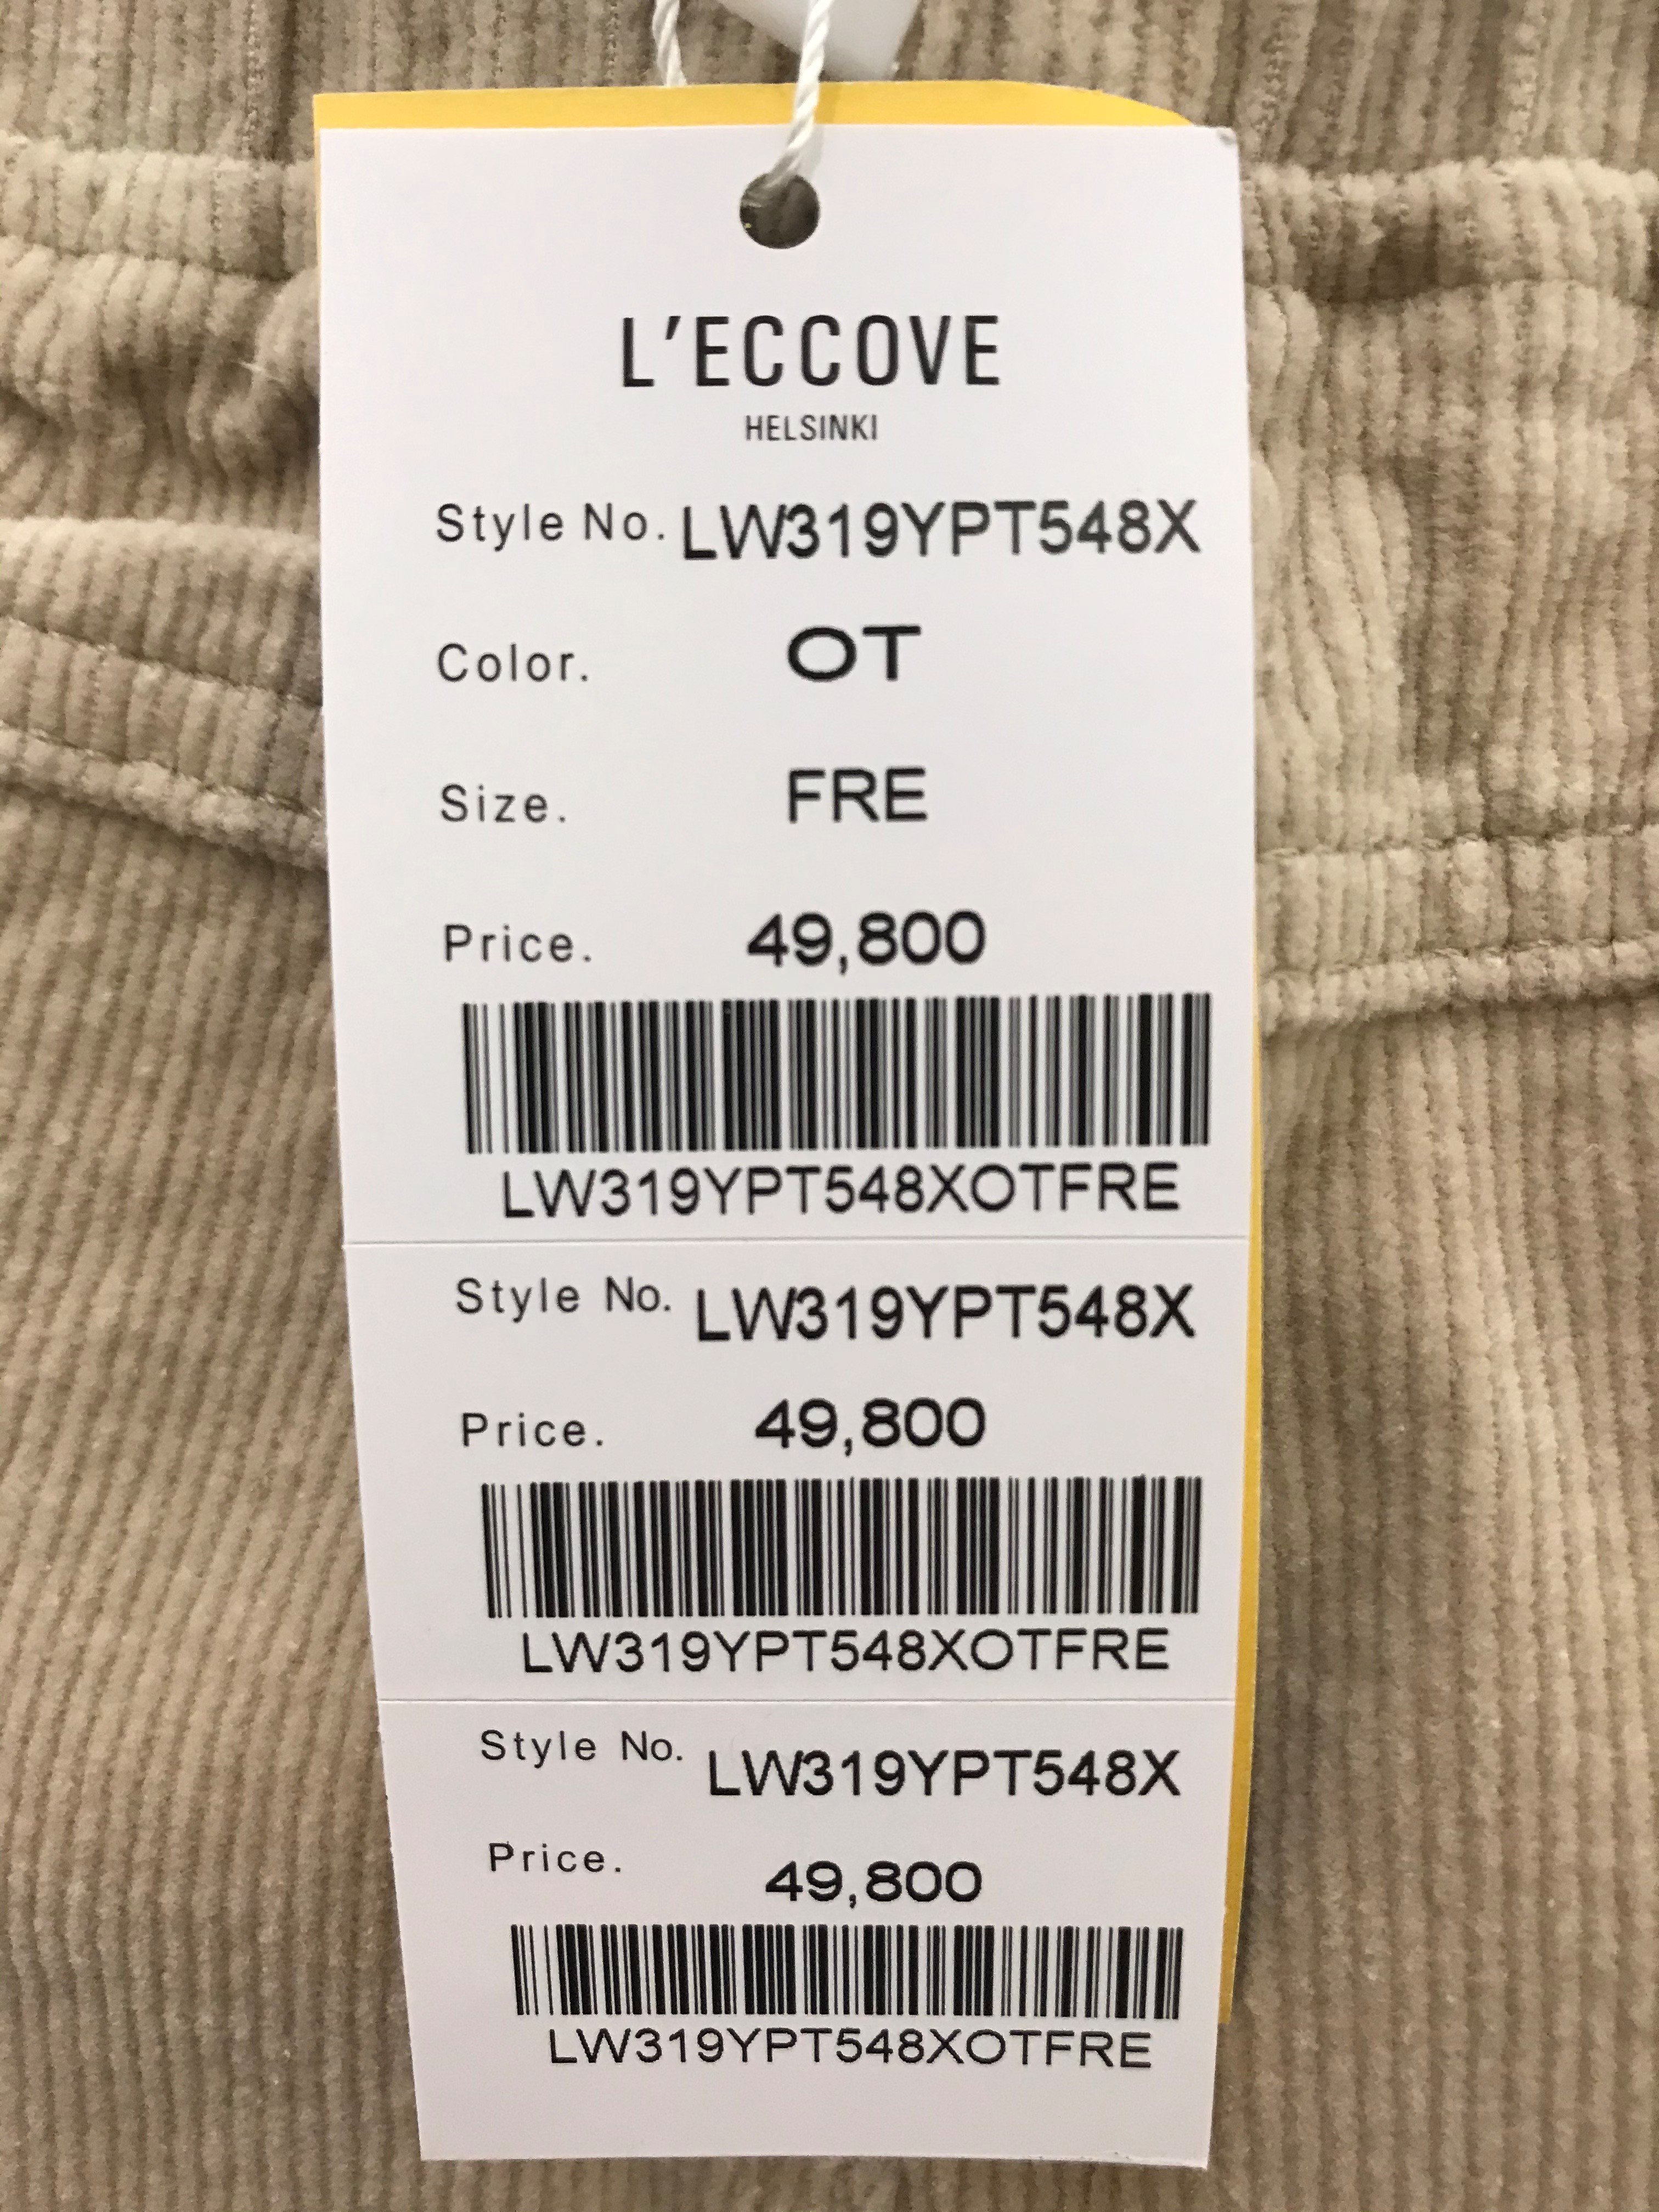 L'ECCOVE
HELSINKI
Style No. LW319YPT548X
Color. OT
Size. FRE
Price. 49,800
LW319YPT548XOTFRE
Style No. LW319YPT548X
Price. 49,800
LW319YPT548XOTFRE
Style No. LW319YPT548X
Price. 49,800
LW319YPT548XOTFRE